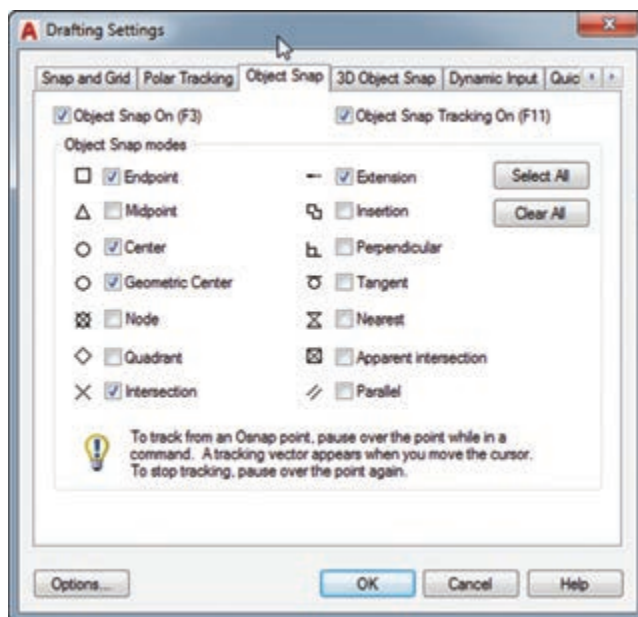 Drafting Settings
Snap and Grid Polar Tracking Object Snap 3D Object Snap Dynamic Input Quic
Object Snap On (F3) Object Snap Tracking On (F11)
Object Snap modes
Endpoint Extension Select All
Midpoint Insertion Clear All
Center Perpendicular
Geometric Center Tangent
Node Nearest
Quadrant Apparent intersection
Intersection Parallel
To track from an Osnap point, pause over the point while in a
command. A tracking vector appears when you move the cursor.
To stop tracking, pause over the point again.
Options... OK Cancel Help